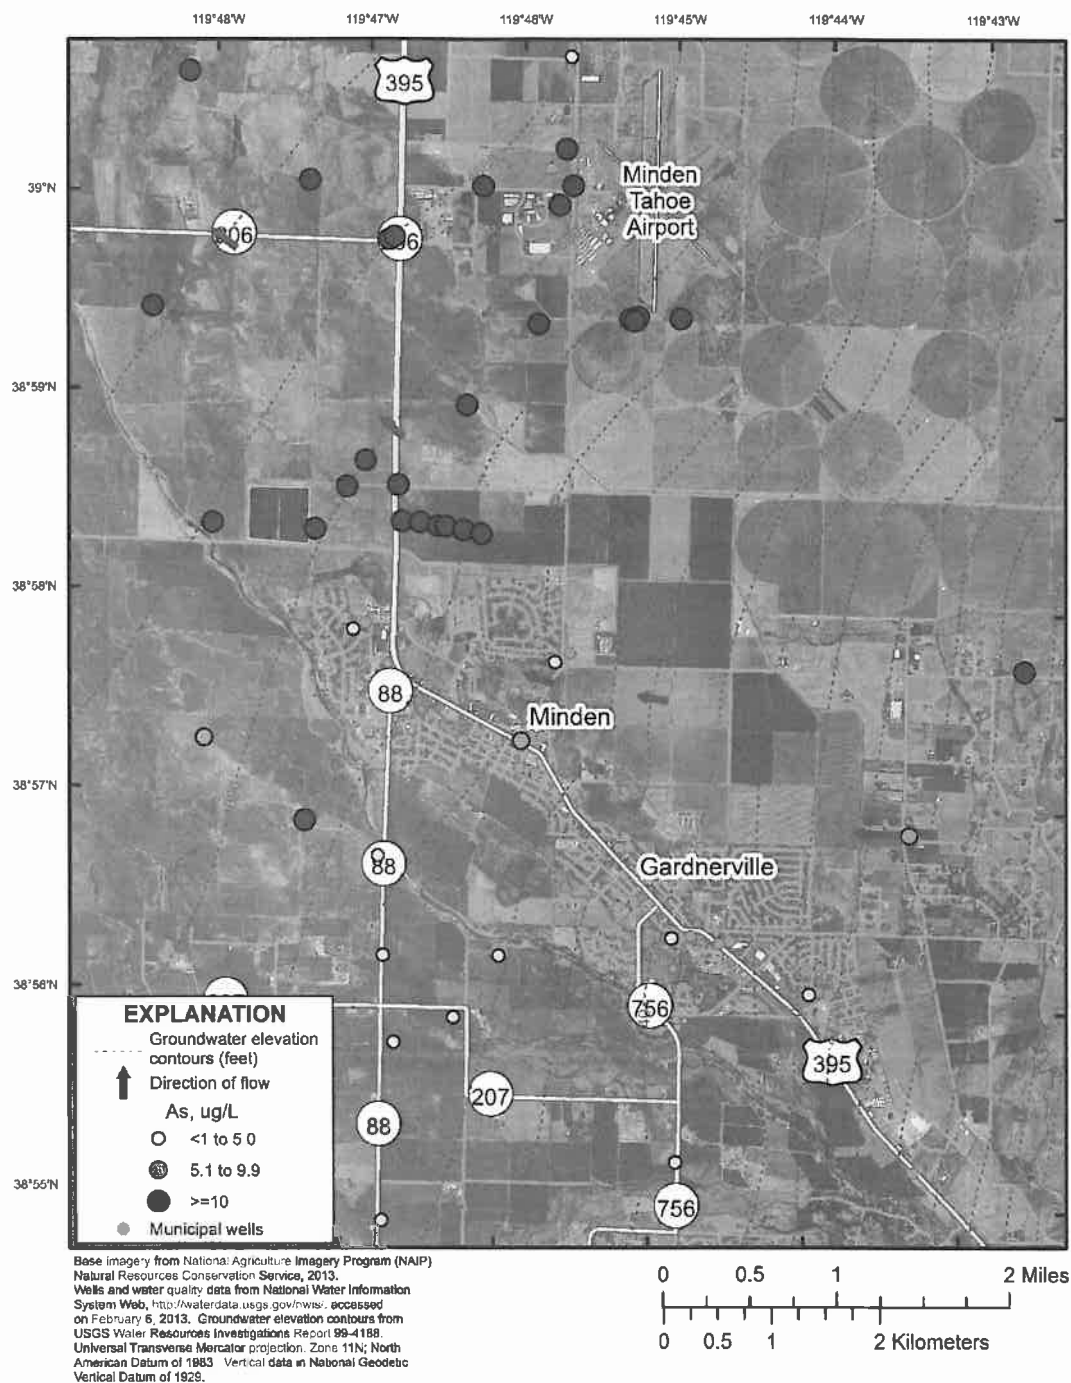 119°48'W 119°47'W 119°48'W 119°45'W 119°44'W 119°43'W
395
39°N
Minden
Tahoe
Airport
206
38°59'N
38°58'N
88
Minden
38°57'N
88
Gardnerville
38°56'N
756
395
207
88
38°55'N
756
EXPLANATION
Groundwater elevation
contours (feet)
Direction of flow
As, ug/L
<1 to 5 0
5.1 to 9.9
>=10
Municipal wells
Base imagery from National Agriculture Imagery Program (NAIP)
Natural Resources Conservation Service, 2013.
Wells and water quality data from National Water Information
System Web, http://waterdata.usgs.gov/nwis/. accessed
on February 6, 2013. Groundwater elevation contours from
USGS Water Resources Investigations Report 99-4188.
Universal Transverse Mercator projection. Zone 11N; North
American Datum of 1983 Vertical data in National Geodetic
Vertical Datum of 1929.
0 0.5 1 2 Miles
0 0.5 1 2 Kilometers